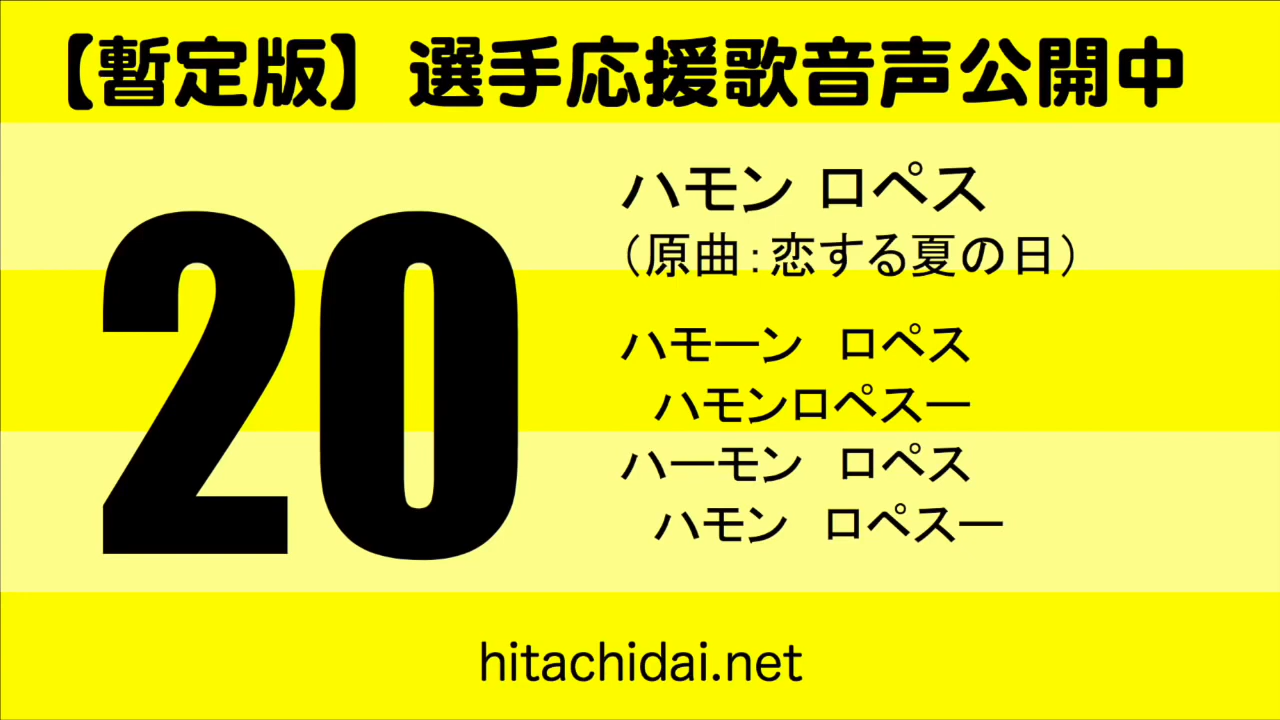 【暫定版】選手応援歌音声公開中
20
ハモン ロペス
（原曲：恋する夏の日）
ハモーン　ロペス
ハモンロペスー
ハーモン　ロペス
ハモン　ロペスー
hitachidai.net